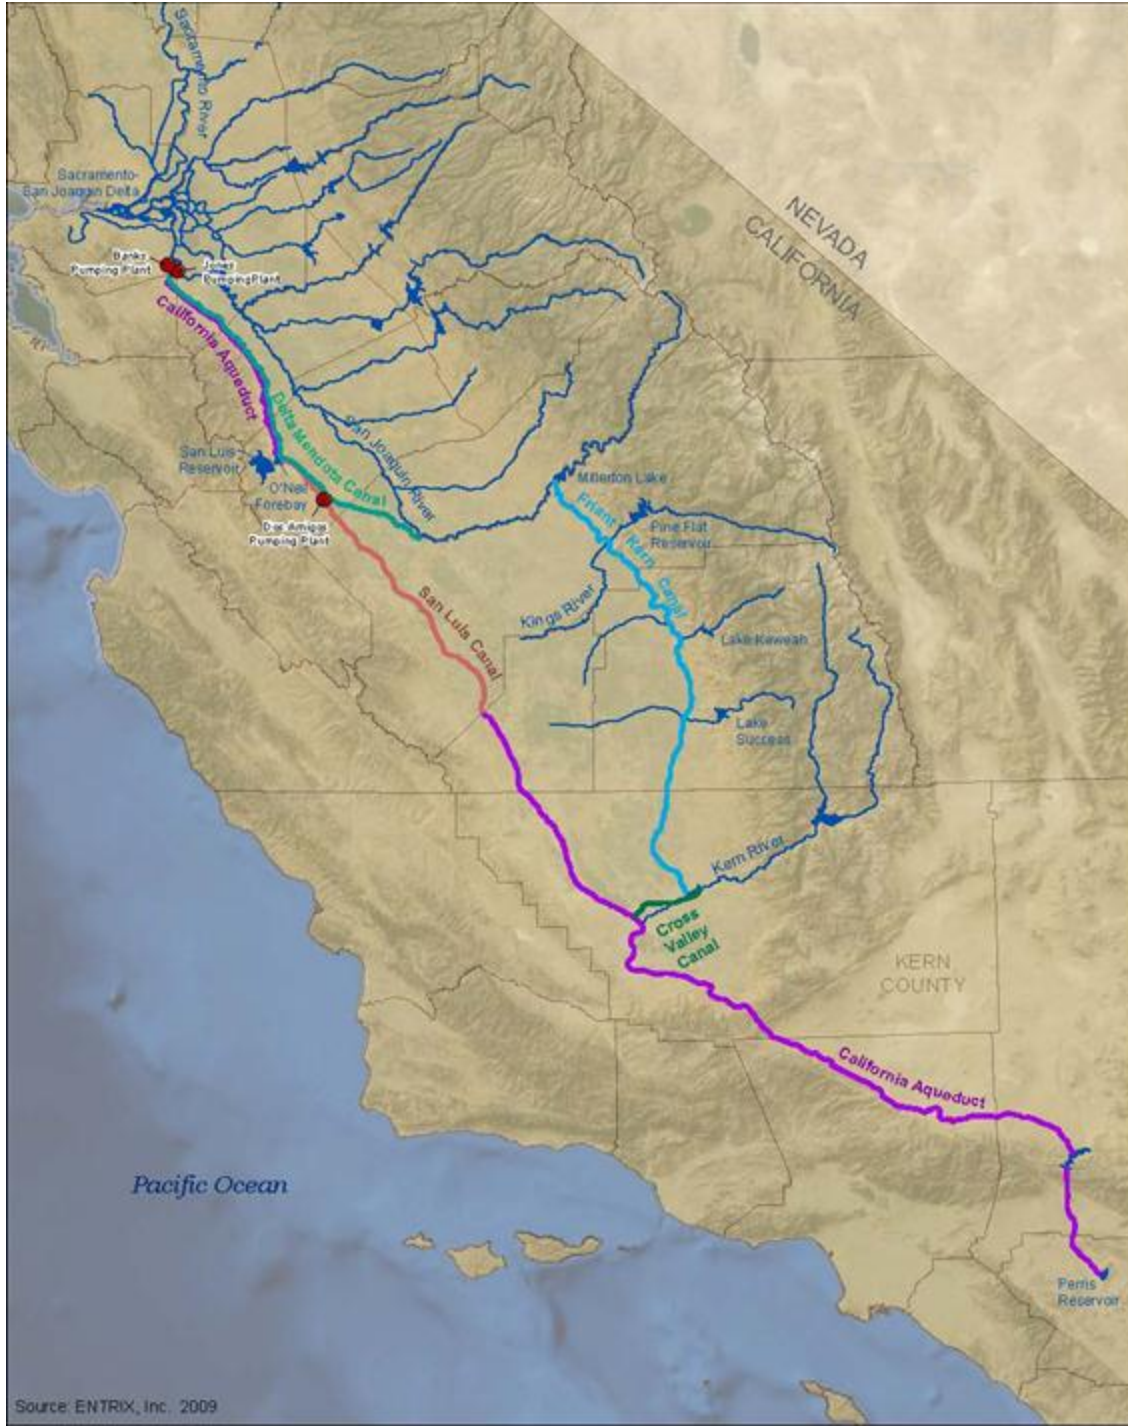 Sacramento River
Sacramento-
San Joaquin Delta
NEVADA
CALIFORNIA
Banks
Pumping Plant
Jones
Pumping Plant
California Aqueduct
Delta Mendota Canal
San Joaquin River
San Luis
Reservoir
O'Neil
Forebay
Dos Amigos
Pumping Plant
Millerton Lake
Friant Kern Canal
Pine Flat
Reservoir
Kings River
San Luis Canal
Lake Keweah
Lake
Success
Kern River
Cross
Valley
Canal
KERN
COUNTY
California Aqueduct
Pacific Ocean
Perris
Reservoir
Source: ENTRIX, Inc. 2009